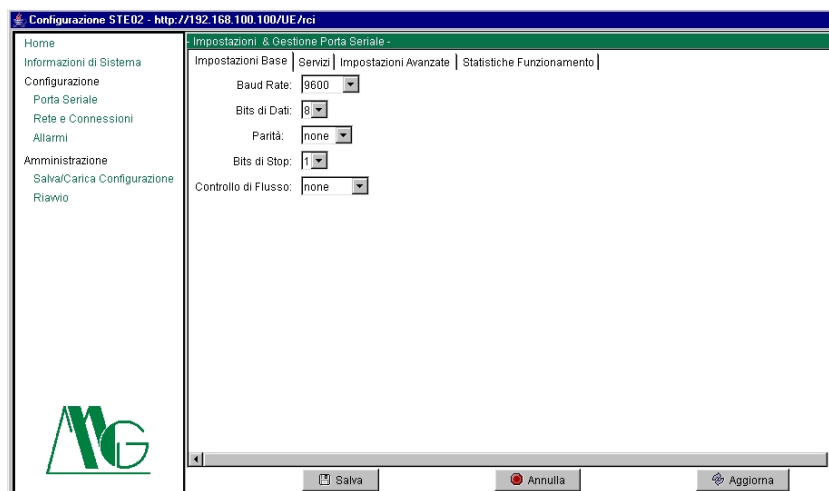 Configurazione STE02 - http://192.168.100.100/UE/rci
Home
Informazioni di Sistema
Configurazione
Porta Seriale
Rete e Connessioni
Allarmi
Amministrazione
Salva/Carica Configurazione
Riavvio
- Impostazioni & Gestione Porta Seriale -
Impostazioni Base Servizi Impostazioni Avanzate Statistiche Funzionamento
Baud Rate: 9600
Bits di Dati: 8
Parità: none
Bits di Stop: 1
Controllo di Flusso: none
MG
Salva Annulla Aggiorna